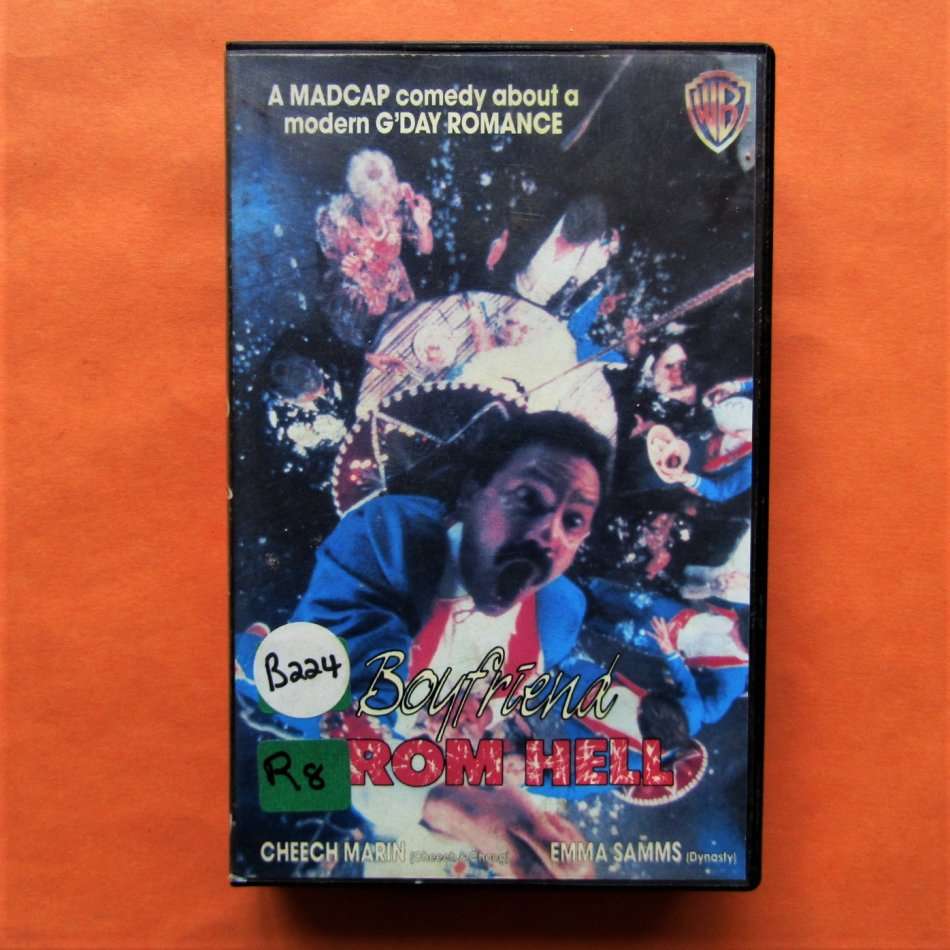 A MADCAP comedy about a
modern G'DAY ROMANCE
WB
B224
Boyfriend
R8
ROM HELL
CHEECH MARIN (Cheech & Chong) EMMA SAMMS (Dynasty)